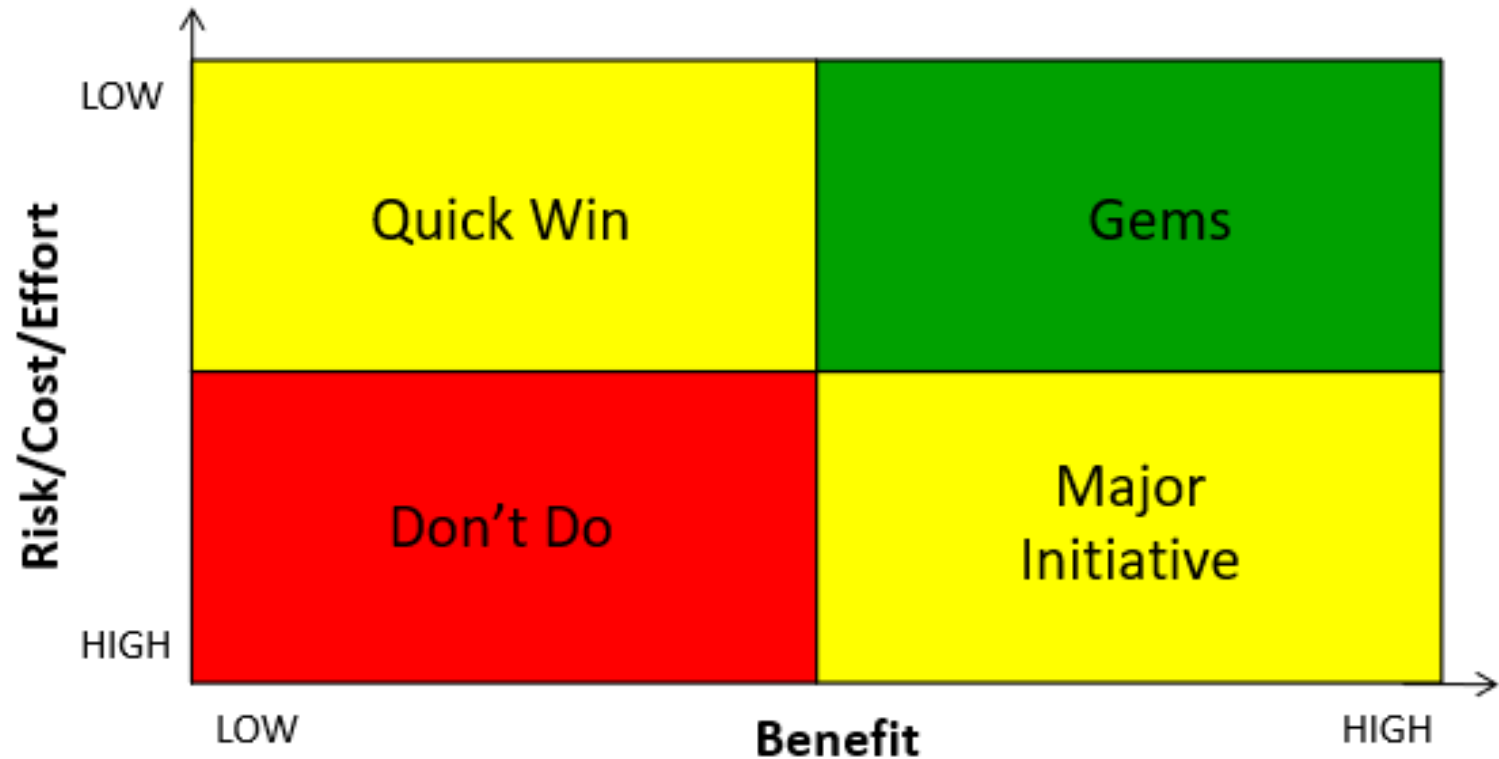 LOW
Quick Win
Gems
Risk/Cost/Effort
Don’t Do
Major
Initiative
HIGH
LOW
Benefit
HIGH